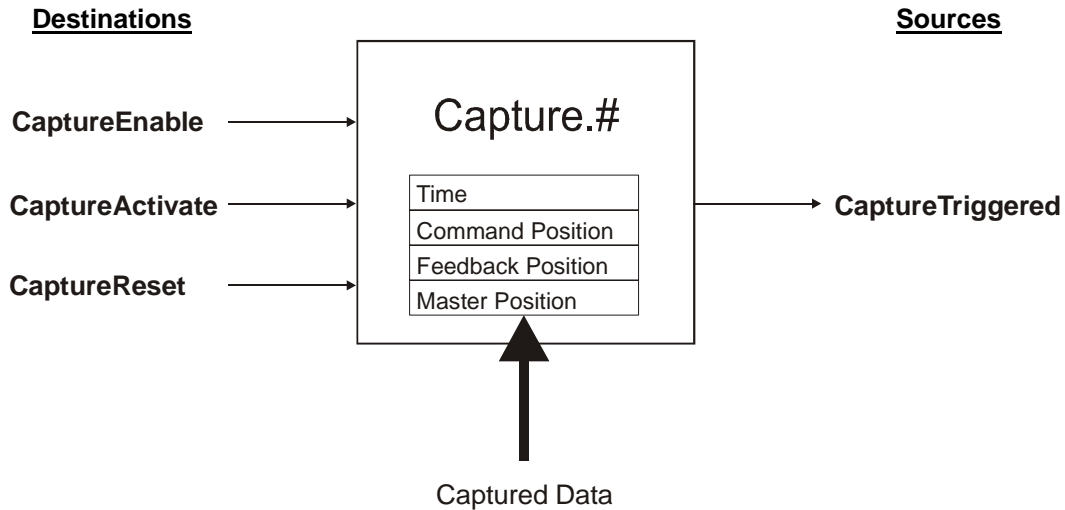 Destinations
Sources
Capture.#
CaptureEnable
Time
CaptureActivate
CaptureTriggered
Command Position
Feedback Position
CaptureReset
Master Position
Captured Data